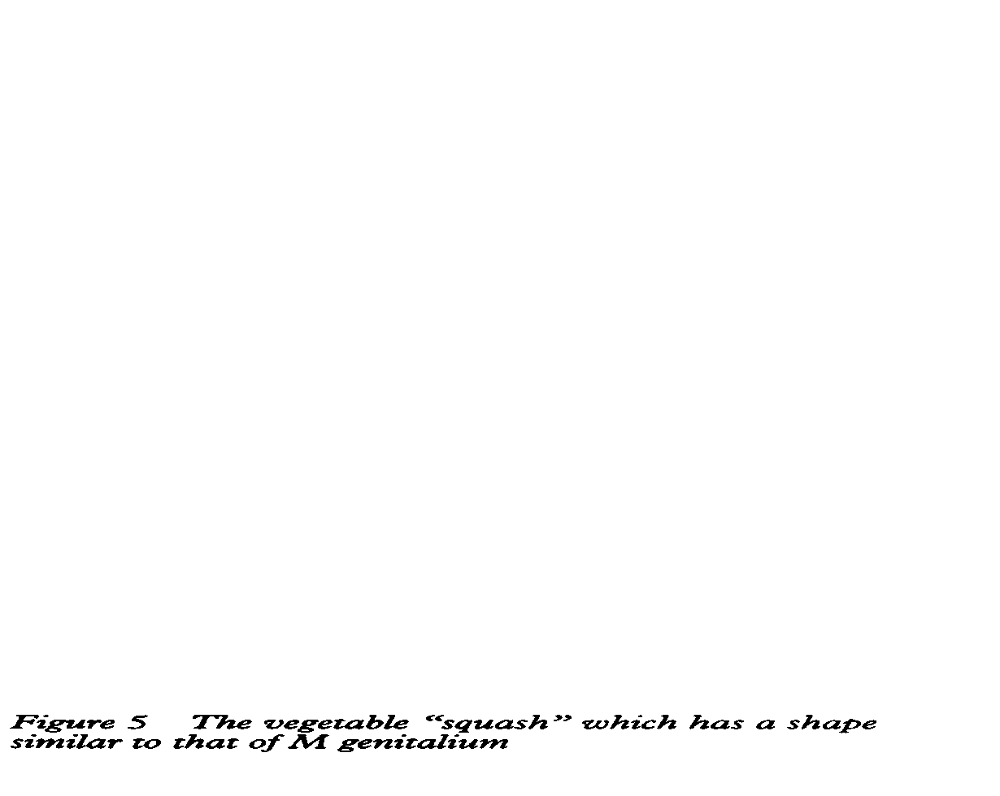 Figure 5 The vegetable “squash” which has a shape
similar to that of M genitalium